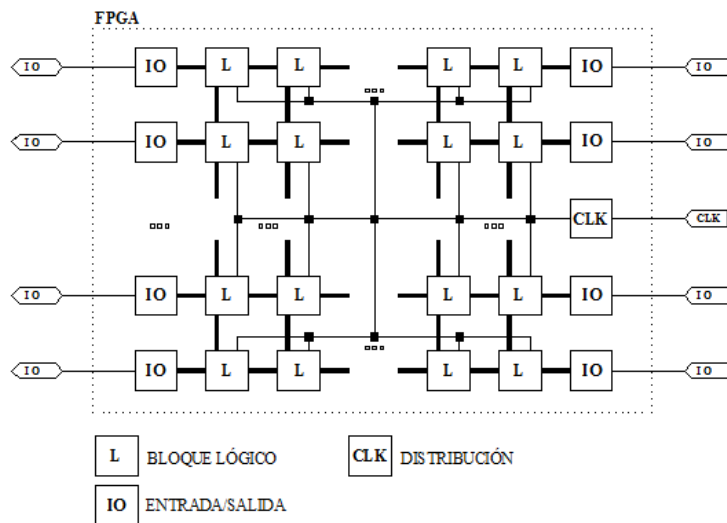 FPGA
IO IO L L L L IO IO
IO IO L L L L IO IO
CLK CLK
IO IO L L L L IO IO
IO IO L L L L IO IO
L BLOQUE LÓGICO CLK DISTRIBUCIÓN
IO ENTRADA/SALIDA